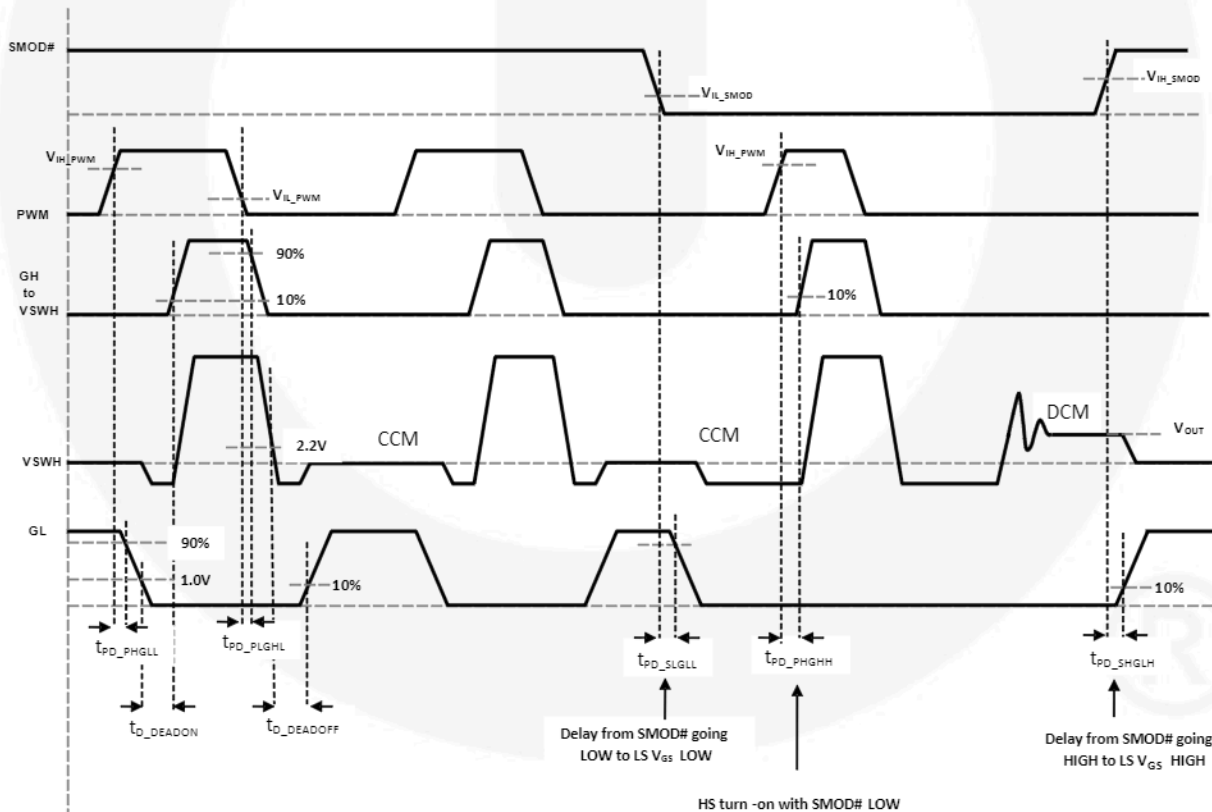 SMOD#
VIL_SMOD
VIH_SMOD
VIH_PWM
VIH_PWM
VIL_PWM
PWM
90%
GH
to
VSWH
10%
10%
DCM
VOUT
2.2V
CCM
CCM
VSWH
GL
90%
1.0V
10%
10%
tPD_PHGLL
tPD_PLGHL
tPD_SLGLL
tPD_PHGHH
tPD_SHGLH
tD_DEADON
tD_DEADOFF
Delay from SMOD# going
LOW to LS VGS LOW
Delay from SMOD# going
HIGH to LS VGS HIGH
HS turn -on with SMOD# LOW
®